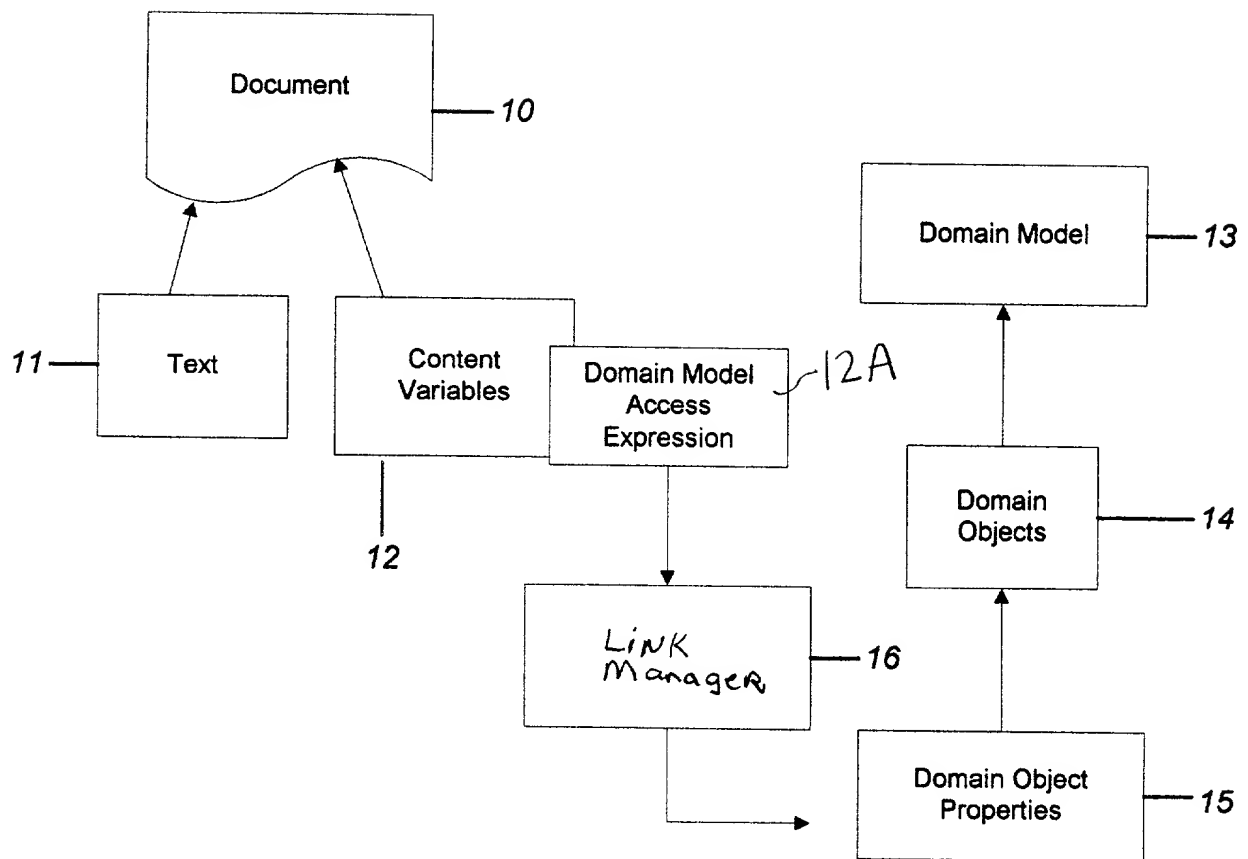 Document
10
Domain Model
13
11
Text
Content
Variables
Domain Model
Access
Expression
12A
12
Domain
Objects
14
LiNK
ManageR
16
Domain Object
Properties
15